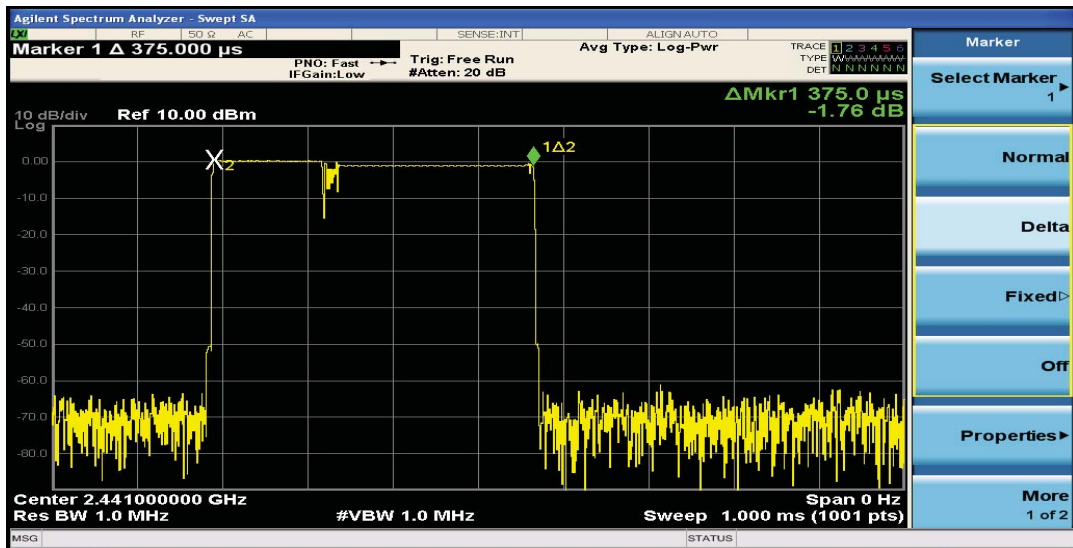 Agilent Spectrum Analyzer - Swept SA
LXI RF 50 Ω AC SENSE:INT ALIGN AUTO
Marker 1 Δ 375.000 µs
PNO: Fast
IFGain:Low
Trig: Free Run
#Atten: 20 dB
Avg Type: Log-Pwr
TRACE 1 2 3 4 5 6
TYPE
DET N N N N N N
ΔMkr1 375.0 µs
-1.76 dB
10 dB/div Ref 10.00 dBm
Log
1Δ2
0.00
2
-10.0
-20.0
-30.0
-40.0
-50.0
-60.0
-70.0
-80.0
Center 2.441000000 GHz Span 0 Hz
Res BW 1.0 MHz #VBW 1.0 MHz Sweep 1.000 ms (1001 pts)
MSG STATUS
Marker
Select Marker
1
Normal
Delta
Fixed
Off
Properties
More
1 of 2